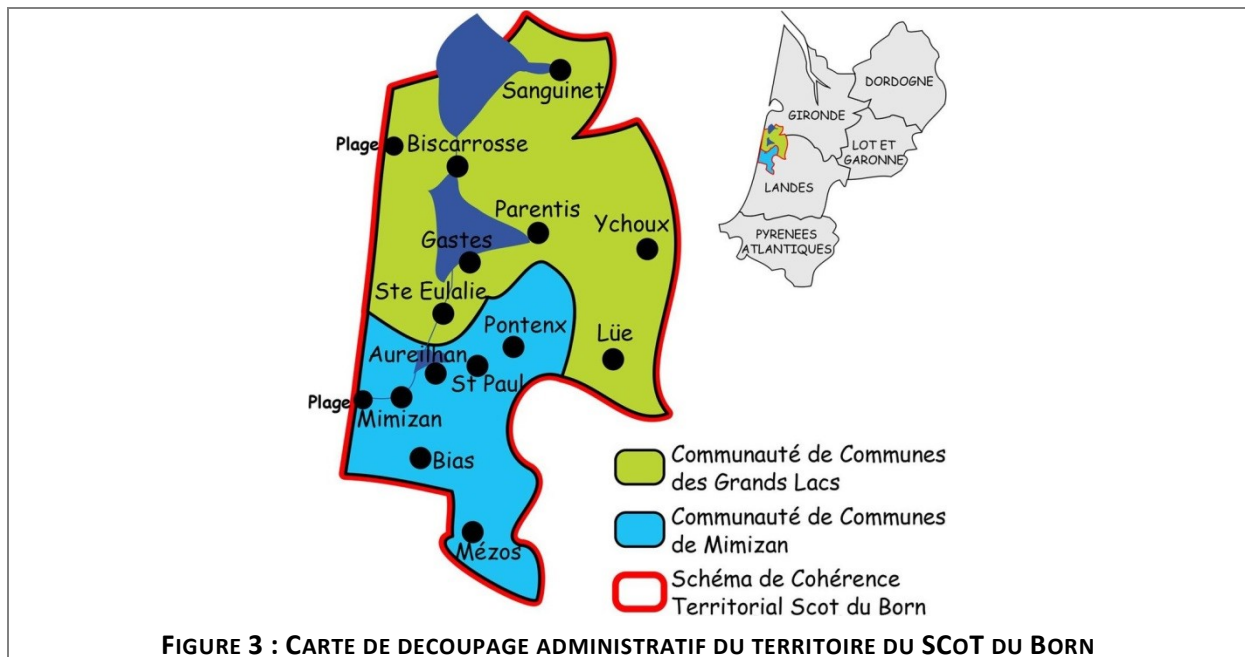 Sanguinet
Plage
Biscarrosse
Parentis
Ychoux
Gastes
Ste Eulalie
Pontenx
Lüe
Aureilhan
St Paul
Plage
Mimizan
Bias
Mézos
DORDOGNE
GIRONDE
LOT ET
GARONNE
LANDES
PYRENEES
ATLANTIQUES
Communauté de Communes
des Grands Lacs
Communauté de Communes
de Mimizan
Schéma de Cohérence
Territorial Scot du Born
FIGURE 3 : CARTE DE DECOUPAGE ADMINISTRATIF DU TERRITOIRE DU SCOT DU BORN